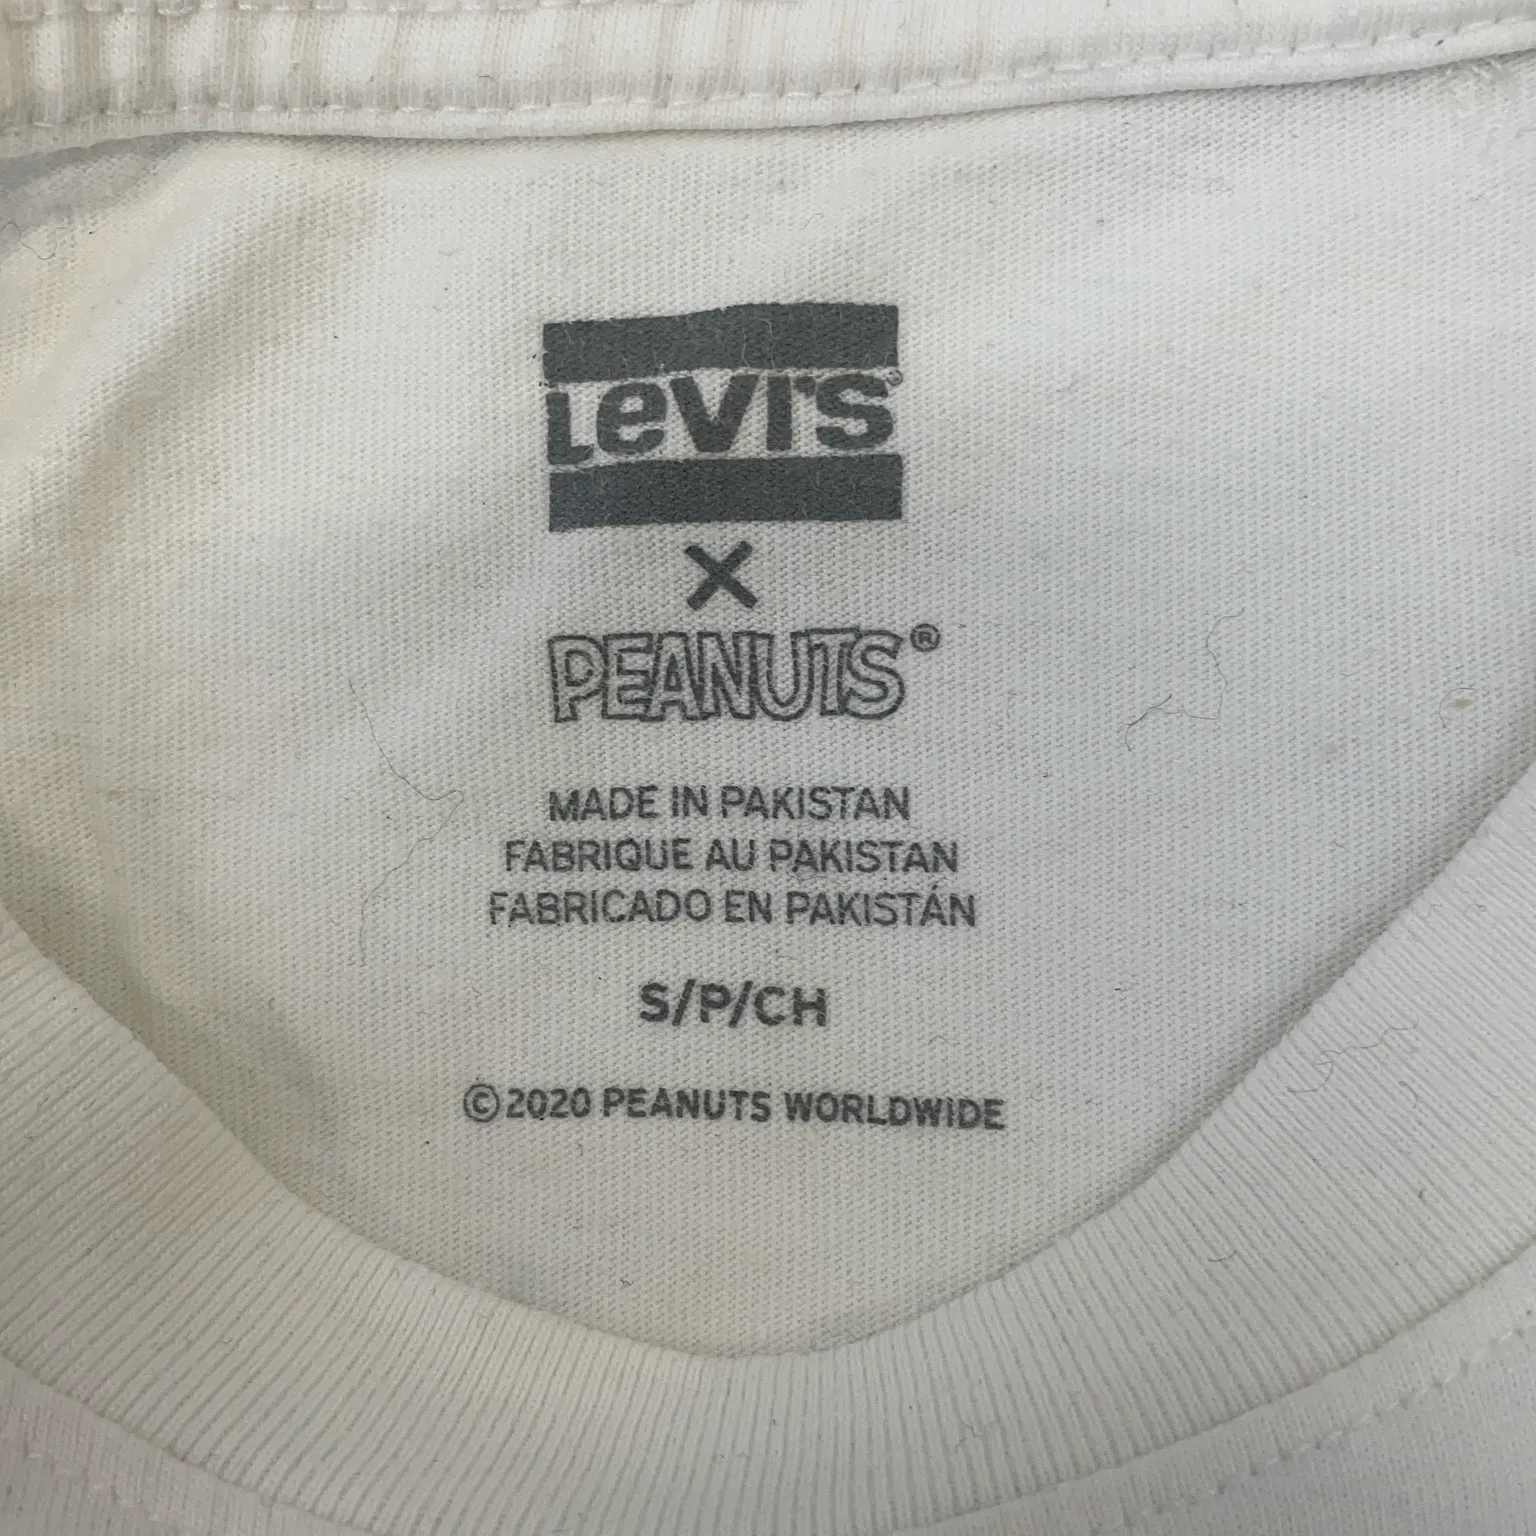 Levi's®
X
PEANUTS®
MADE IN PAKISTAN
FABRIQUE AU PAKISTAN
FABRICADO EN PAKISTÁN
S/P/CH
©2020 PEANUTS WORLDWIDE